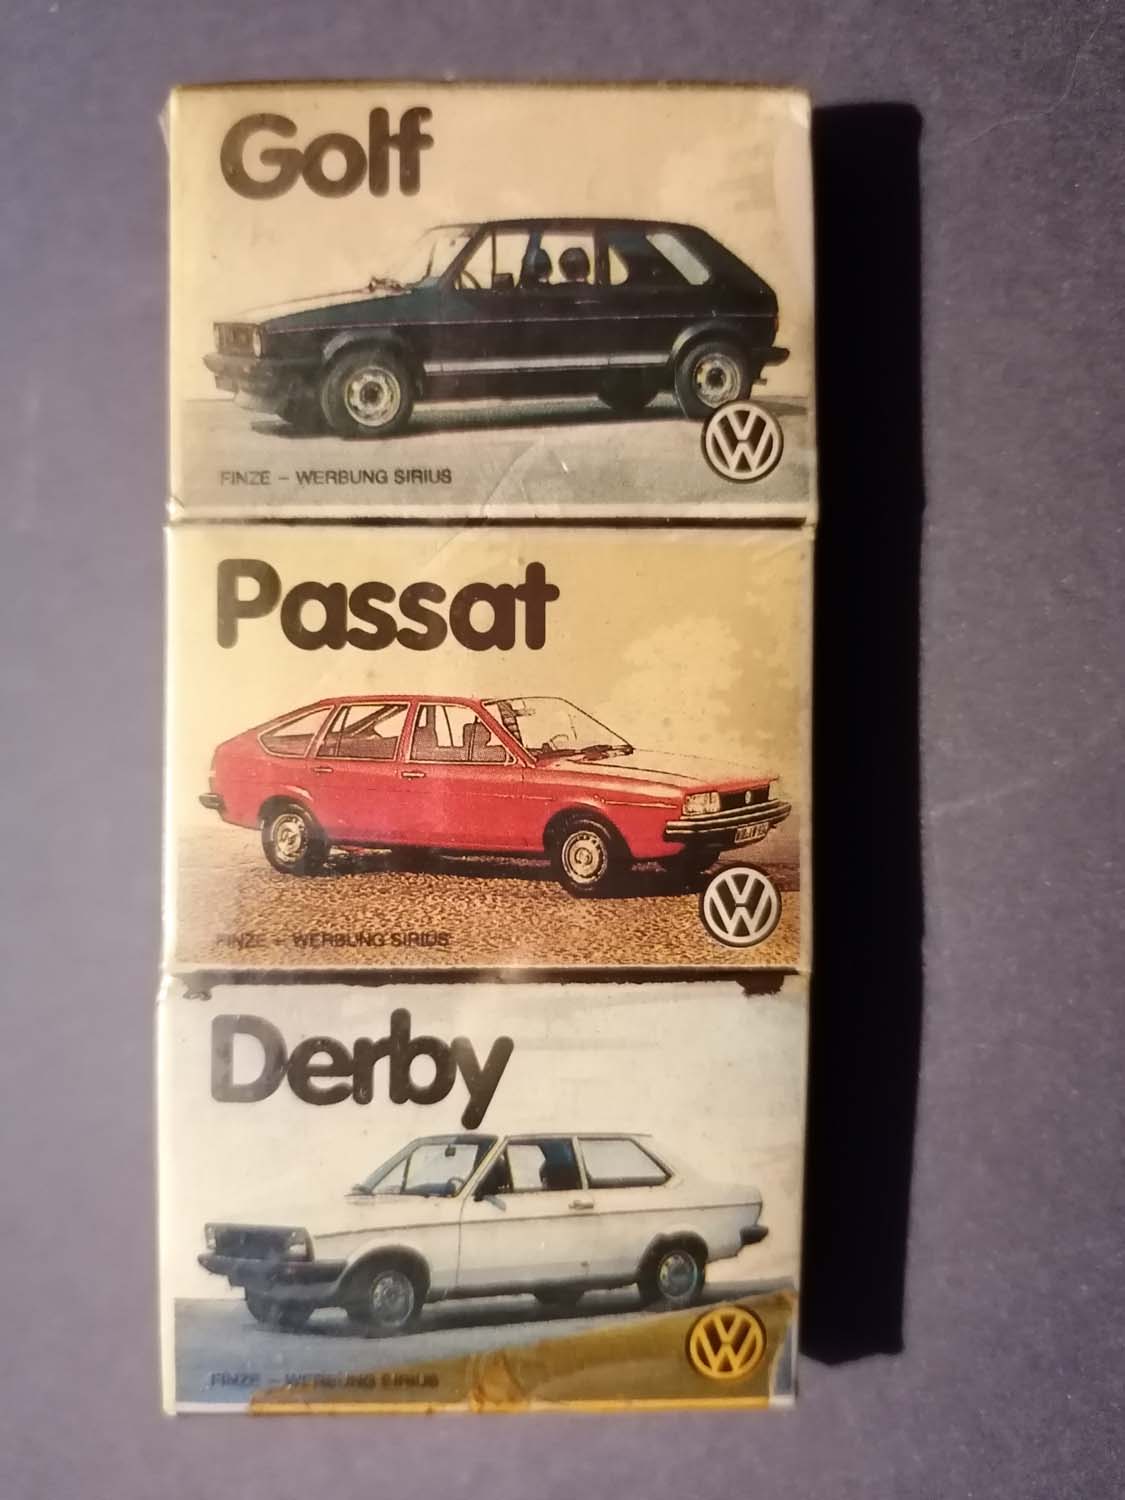 Golf
FINZE – WERBUNG SIRIUS
Passat
FINZE – WERBUNG SIRIUS
Derby
FINZE – WERBUNG SIRIUS